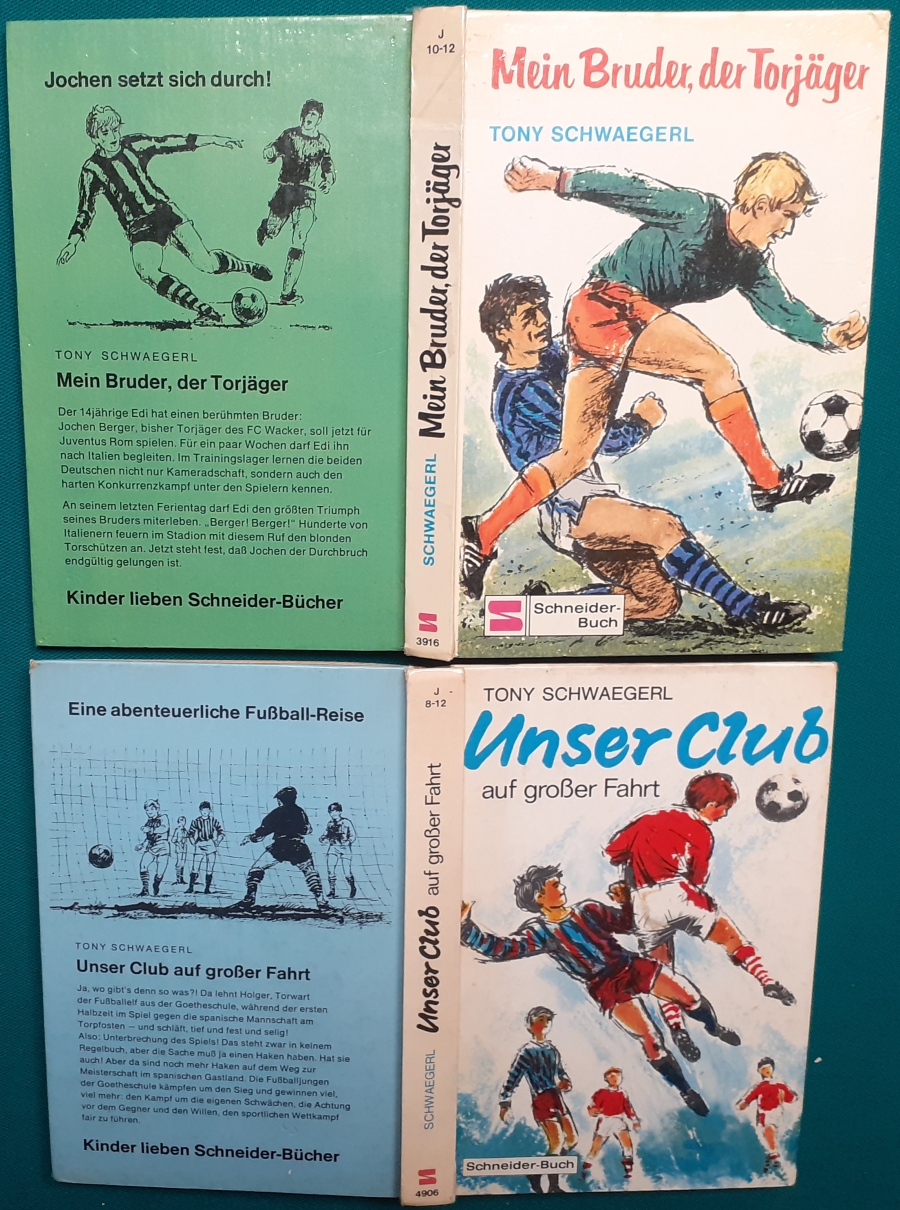 Jochen setzt sich durch!
TONY SCHWAEGERL
Mein Bruder, der Torjäger
Der 14jährige Edi hat einen berühmten Bruder:
Jochen Berger, bisher Torjäger des FC Wacker, soll jetzt für
Juventus Rom spielen. Für ein paar Wochen darf Edi ihn
nach Italien begleiten. Im Trainingslager lernen die beiden
Deutschen nicht nur Kameradschaft, sondern auch den
harten Konkurrenzkampf unter den Spielern kennen.
An seinem letzten Ferientag darf Edi den größten Triumph
seines Bruders miterleben. „Berger! Berger!“ Hunderte von
Italienern feuern im Stadion mit diesem Ruf den blonden
Torschützen an. Jetzt steht fest, daß Jochen der Durchbruch
endgültig gelungen ist.
Kinder lieben Schneider-Bücher
J
10-12
SCHWAEGERL Mein Bruder, der Torjäger
3916
Mein Bruder, der Torjäger
TONY SCHWAEGERL
Schneider-
Buch
Eine abenteuerliche Fußball-Reise
TONY SCHWAEGERL
Unser Club auf großer Fahrt
Ja, wo gibt's denn so was?! Da lehnt Holger, Torwart
der Fußballelf aus der Goetheschule, während der ersten
Halbzeit im Spiel gegen die spanische Mannschaft am
Torpfosten – und schläft, tief und fest und selig!
Also: Unterbrechung des Spiels! Das steht zwar in keinem
Regelbuch, aber die Sache muß ja einen Haken haben. Hat sie
auch! Aber da sind noch mehr Haken auf dem Weg zur
Meisterschaft im spanischen Gastland. Die Fußballjungen
der Goetheschule kämpfen um den Sieg und gewinnen viel,
viel mehr: den Kampf um die eigenen Schwächen, die Achtung
vor dem Gegner und den Willen, den sportlichen Wettkampf
fair zu führen.
Kinder lieben Schneider-Bücher
J
8-12
SCHWAEGERL Unser Club auf großer Fahrt
4906
TONY SCHWAEGERL
Unser Club
auf großer Fahrt
Schneider-Buch